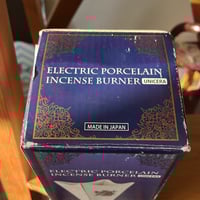 ELECTRIC PORCELAIN
INCENSE BURNER UNICERA
MADE IN JAPAN
ELECTRIC PORCELAIN
INCENSE BURNER UNICERA